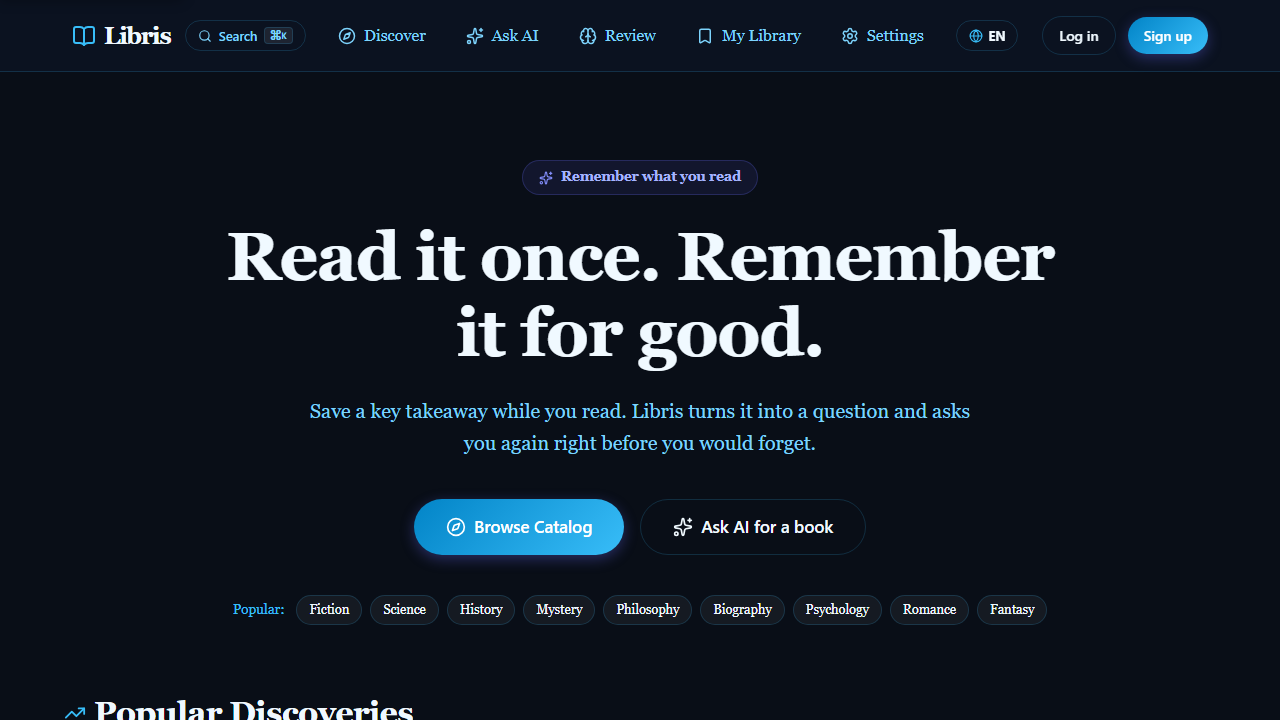 Libris
Search ⌘K
Discover
Ask AI
Review
My Library
Settings
EN
Log in
Sign up
Remember what you read
Read it once. Remember
it for good.
Save a key takeaway while you read. Libris turns it into a question and asks
you again right before you would forget.
Browse Catalog
Ask AI for a book
Popular: Fiction Science History Mystery Philosophy Biography Psychology Romance Fantasy
Popular Discoveries